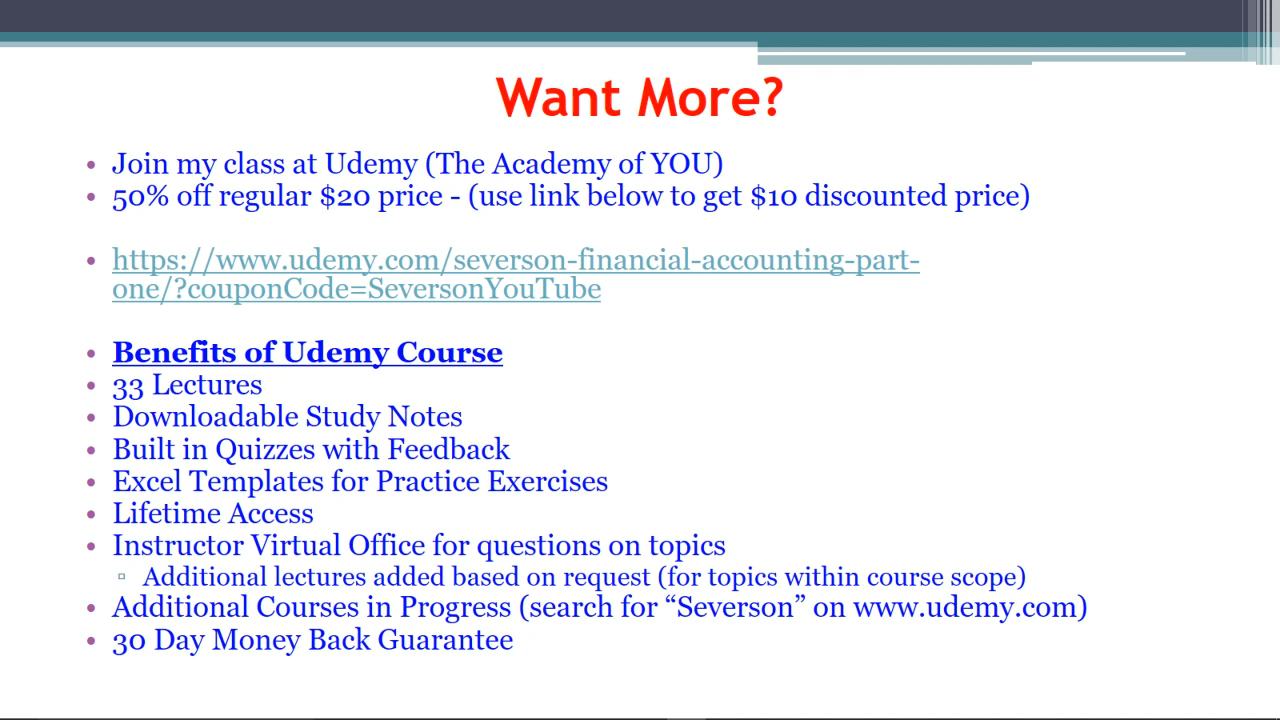 Want More?
Join my class at Udemy (The Academy of YOU)
50% off regular $20 price - (use link below to get $10 discounted price)
https://www.udemy.com/severson-financial-accounting-part-
one/?couponCode=SeversonYouTube
Benefits of Udemy Course
33 Lectures
Downloadable Study Notes
Built in Quizzes with Feedback
Excel Templates for Practice Exercises
Lifetime Access
Instructor Virtual Office for questions on topics
Additional lectures added based on request (for topics within course scope)
Additional Courses in Progress (search for “Severson” on www.udemy.com)
30 Day Money Back Guarantee